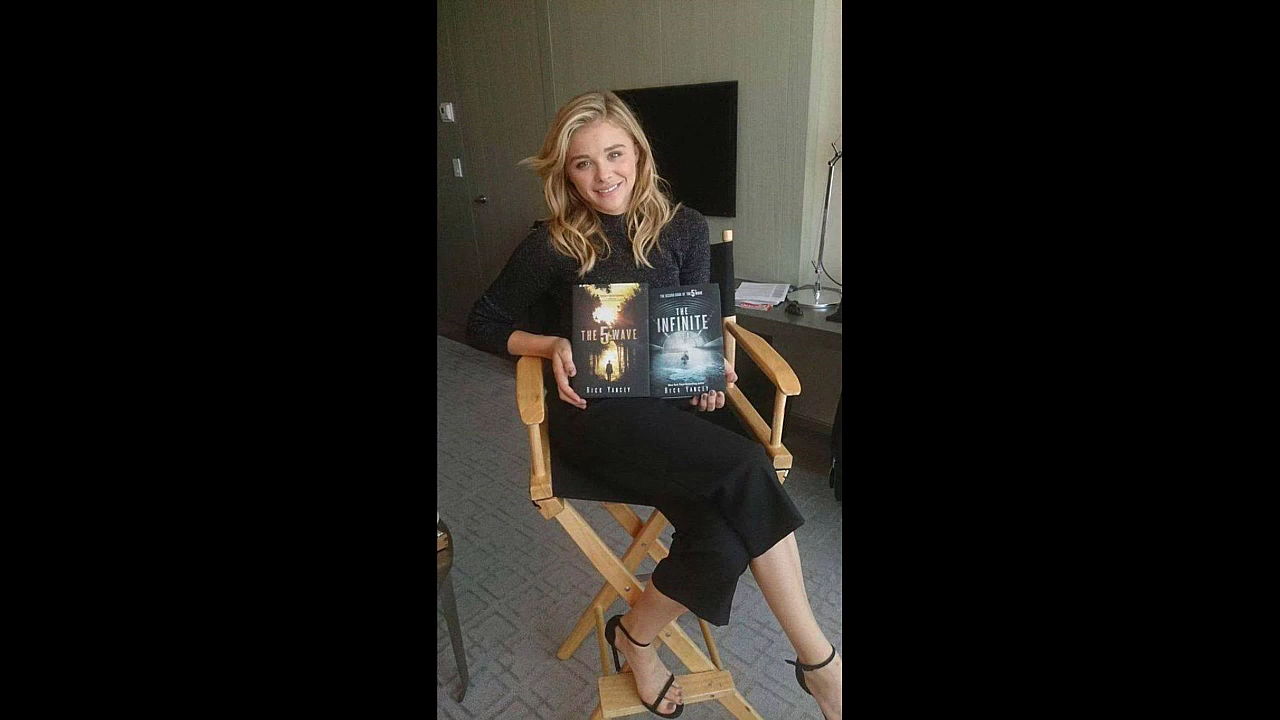 THE 5TH WAVE
RICK YANCEY
THE SECOND BOOK OF THE 5TH WAVE
THE
INFINITE
RICK YANCEY